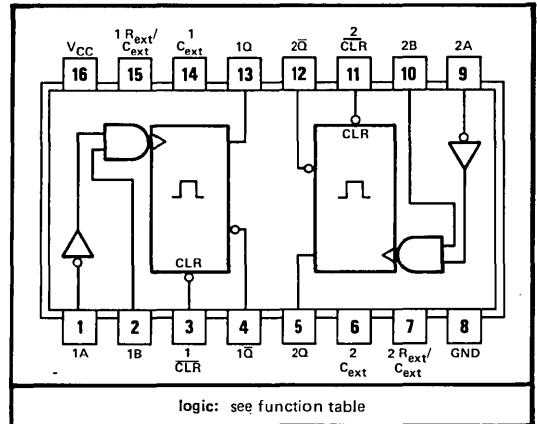 1 Rext/ 1 2
VCC Cext Cext 1Q 2Q̅ C̅L̅R̅ 2B 2A
16 15 14 13 12 11 10 9
CLR
CLR
1 2 3 4 5 6 7 8
1A 1B 1 1Q̅ 2Q 2 2 Rext/ GND
C̅L̅R̅ Cext Cext
logic: see function table